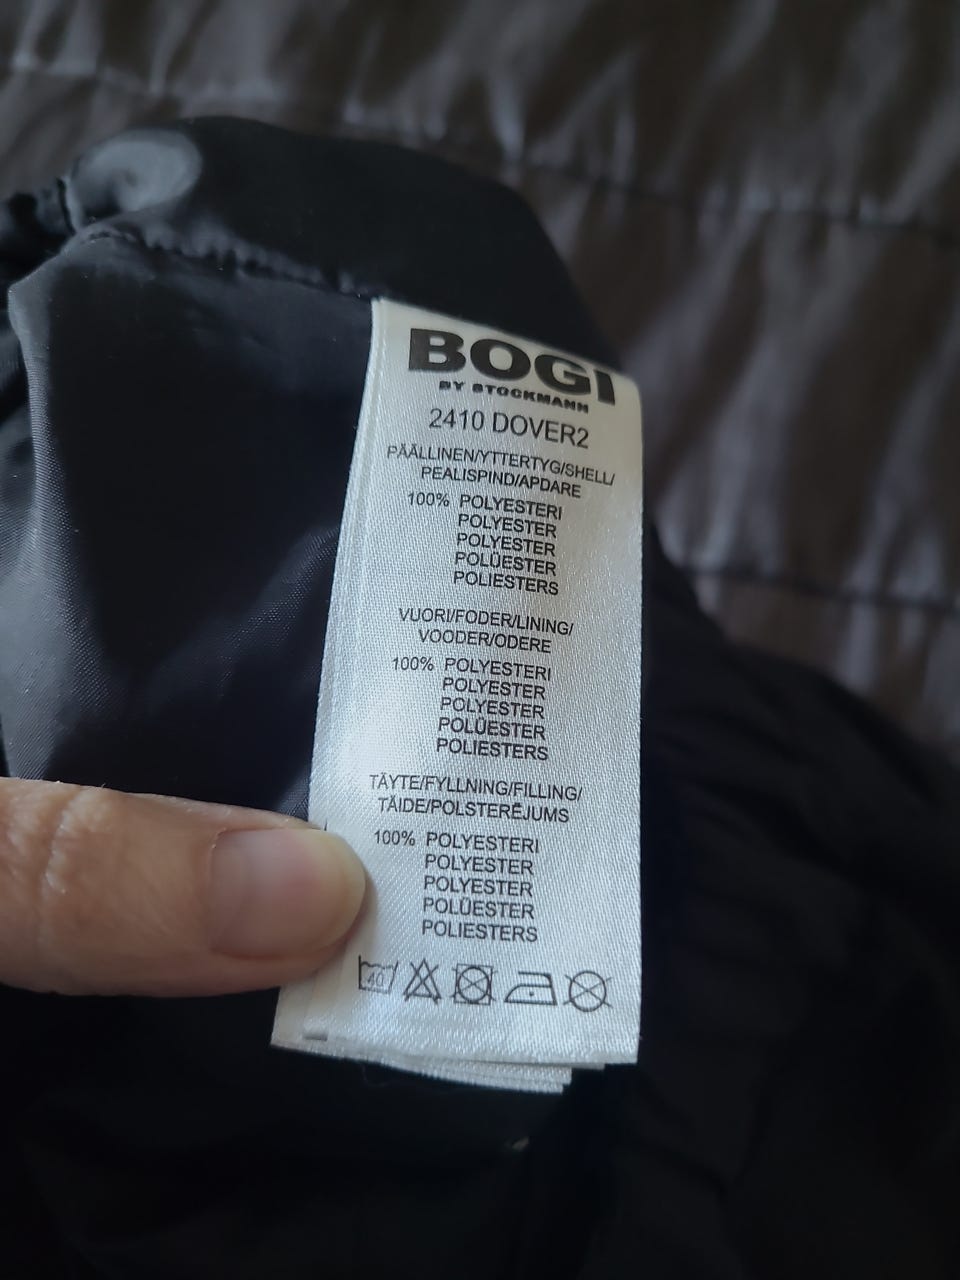 BOGI
BY STOCKMANN
2410 DOVER2
PÄÄLLINEN/YTTERTYG/SHELL/
PEALISPIND/APDARE
100% POLYESTERI
POLYESTER
POLYESTER
POLÜESTER
POLIESTERS
VUORI/FODER/LINING/
VOODER/ODERE
100% POLYESTERI
POLYESTER
POLYESTER
POLÜESTER
POLIESTERS
TÄYTE/FYLLNING/FILLING/
TÄIDE/POLSTERĒJUMS
100% POLYESTERI
POLYESTER
POLYESTER
POLÜESTER
POLIESTERS
40